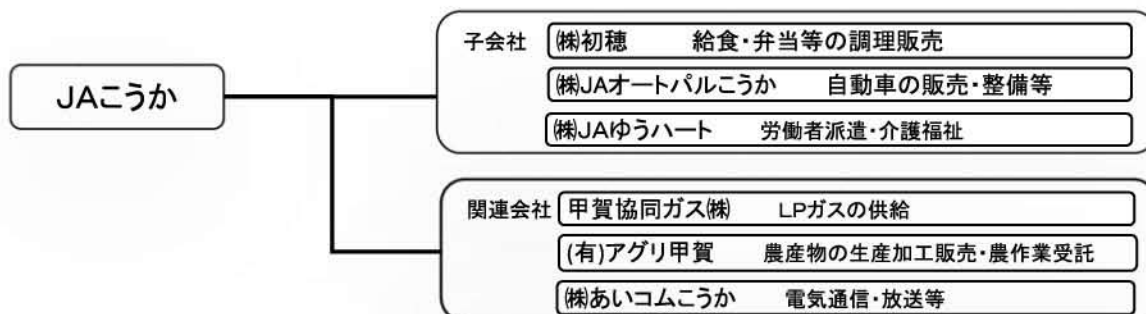 JAこうか
子会社
㈱初穂 給食・弁当等の調理販売
㈱JAオートパルこうか 自動車の販売・整備等
㈱JAゆうハート 労働者派遣・介護福祉
関連会社
甲賀協同ガス㈱ LPガスの供給
(有)アグリ甲賀 農産物の生産加工販売・農作業受託
㈱あいコムこうか 電気通信・放送等